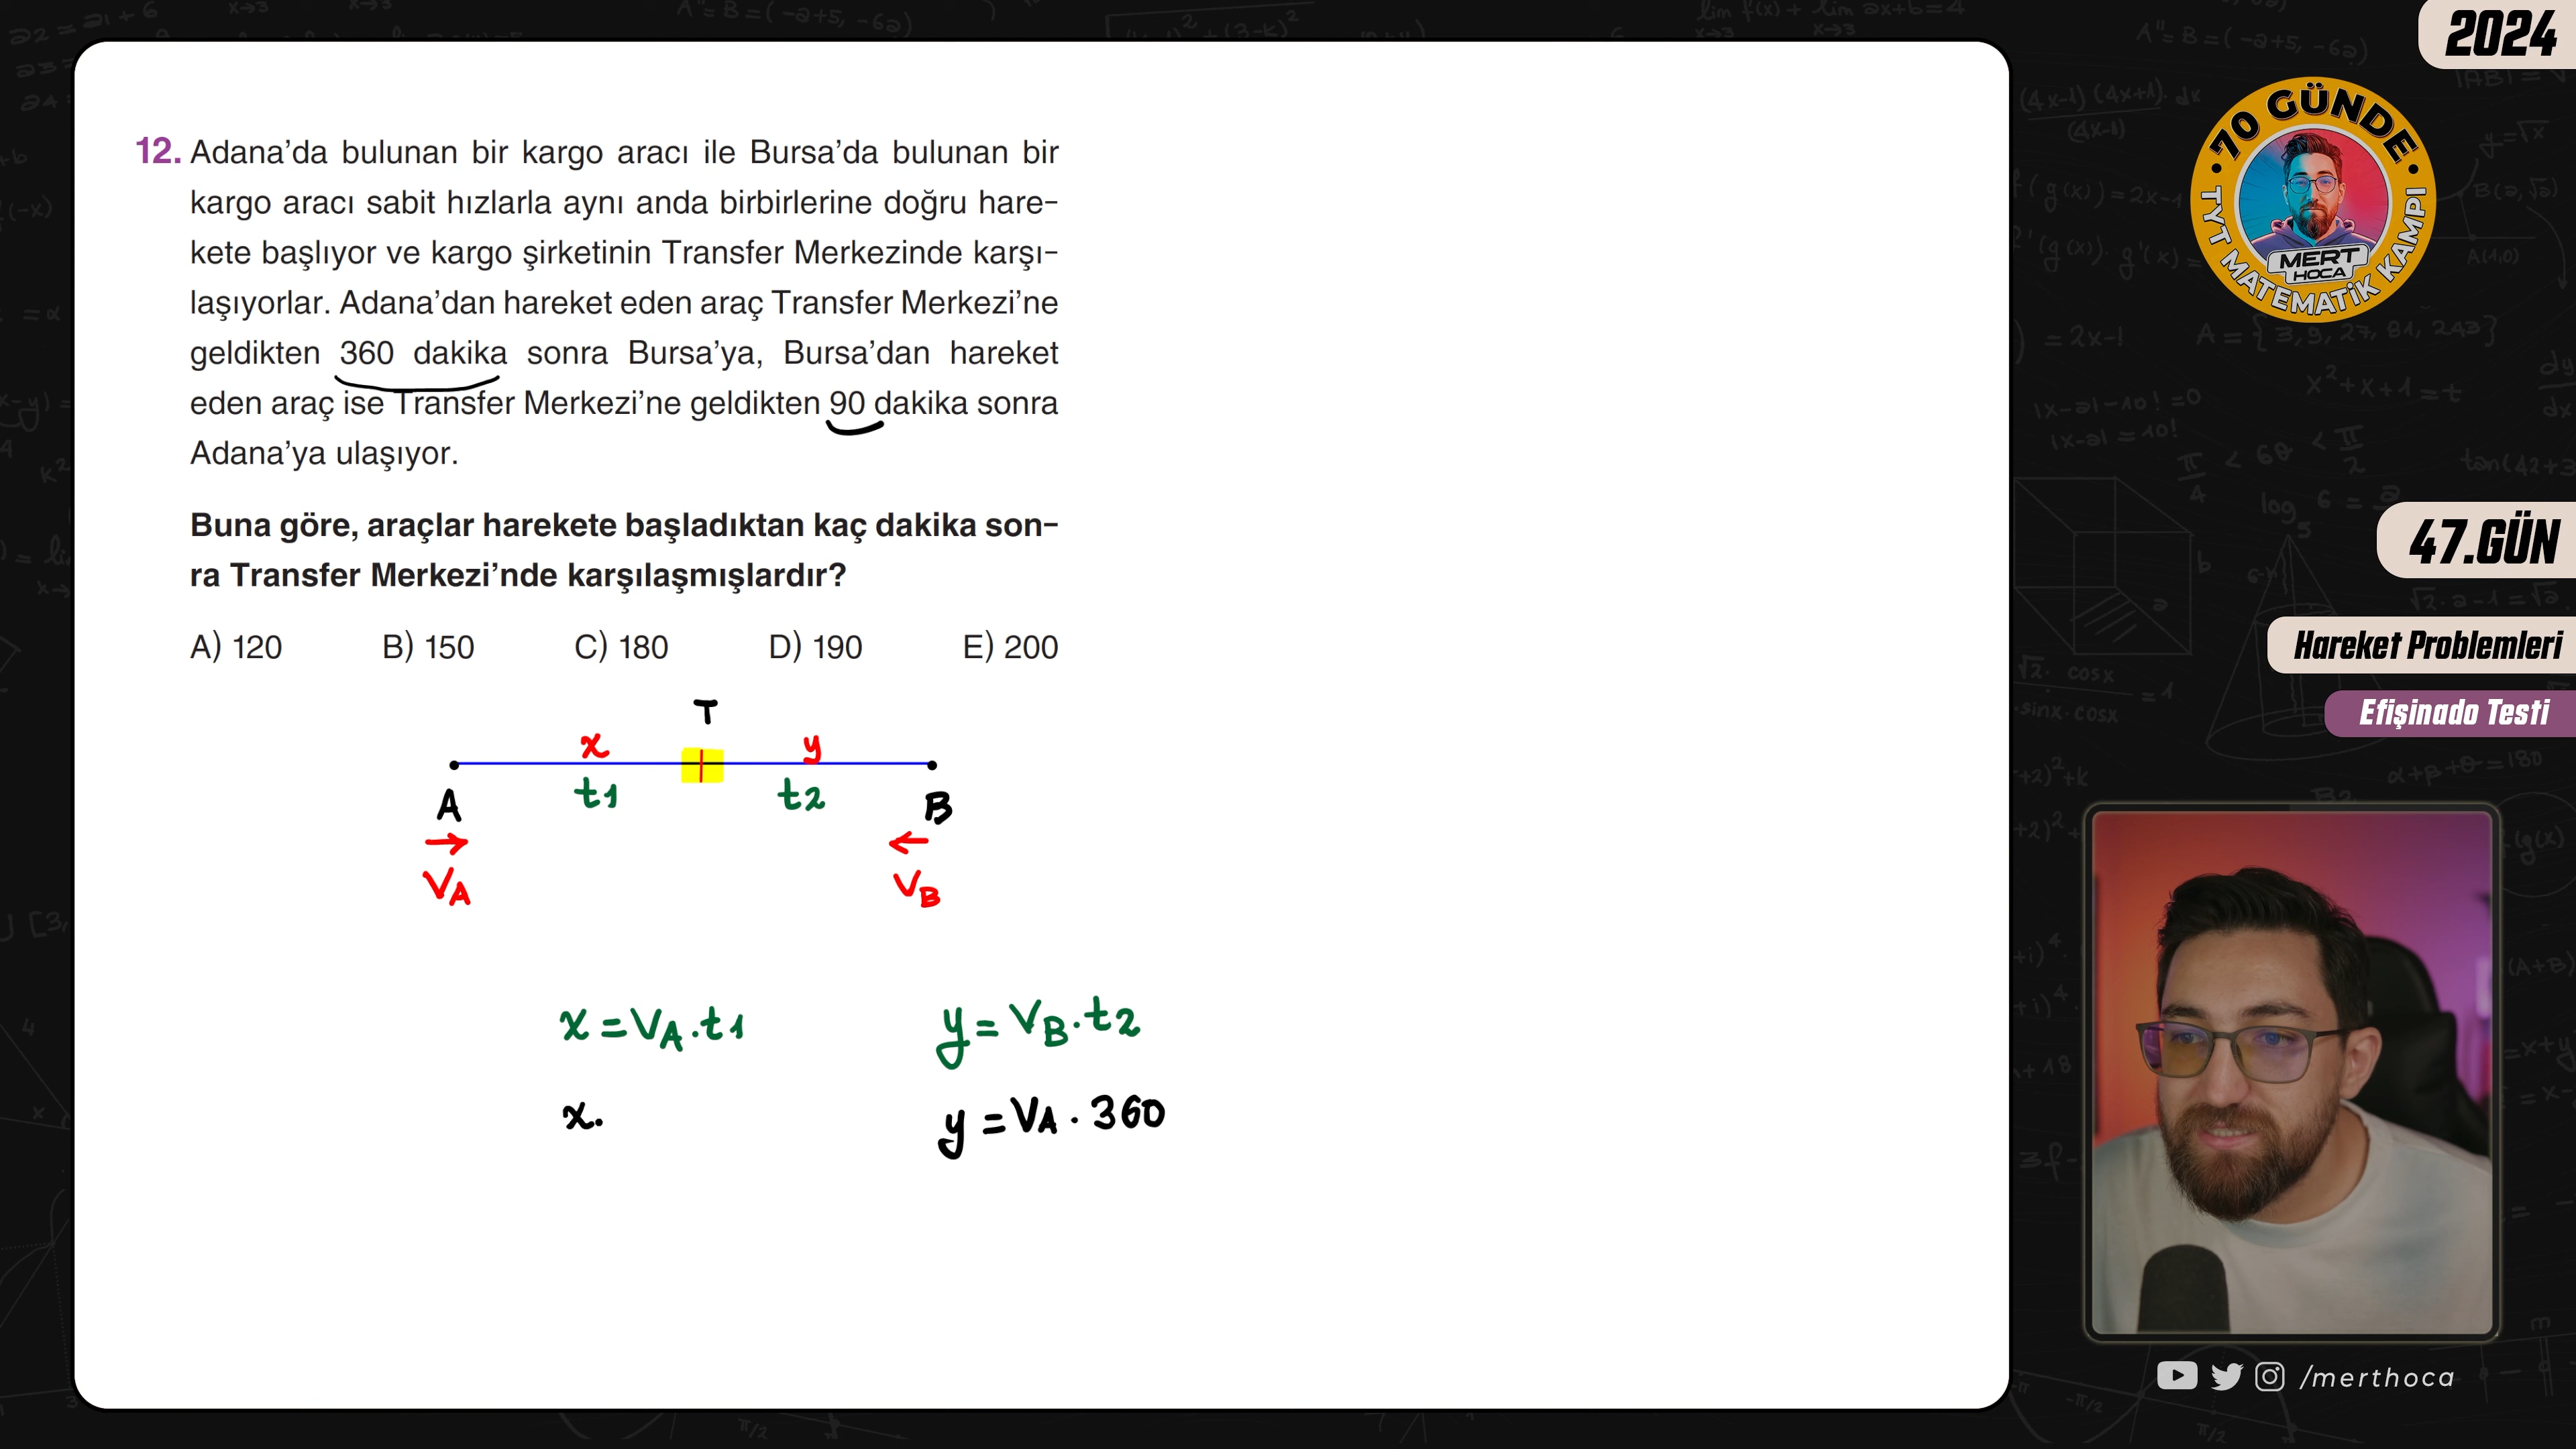 2024
70 GÜNDE
TYT MATEMATİK KAMPI
MERT
HOCA
12. Adana'da bulunan bir kargo aracı ile Bursa'da bulunan bir
kargo aracı sabit hızlarla aynı anda birbirlerine doğru hare-
kete başlıyor ve kargo şirketinin Transfer Merkezinde karşı-
laşıyorlar. Adana'dan hareket eden araç Transfer Merkezi'ne
geldikten 360 dakika sonra Bursa'ya, Bursa'dan hareket
eden araç ise Transfer Merkezi'ne geldikten 90 dakika sonra
Adana'ya ulaşıyor.
Buna göre, araçlar harekete başladıktan kaç dakika son-
ra Transfer Merkezi'nde karşılaşmışlardır?
A) 120 B) 150 C) 180 D) 190 E) 200
T
x y
t1 t2
A B
VA VB
x = VA . t1 y = VB . t2
x. y = VA . 360
47.GÜN
Hareket Problemleri
Efişinado Testi
/merthoca